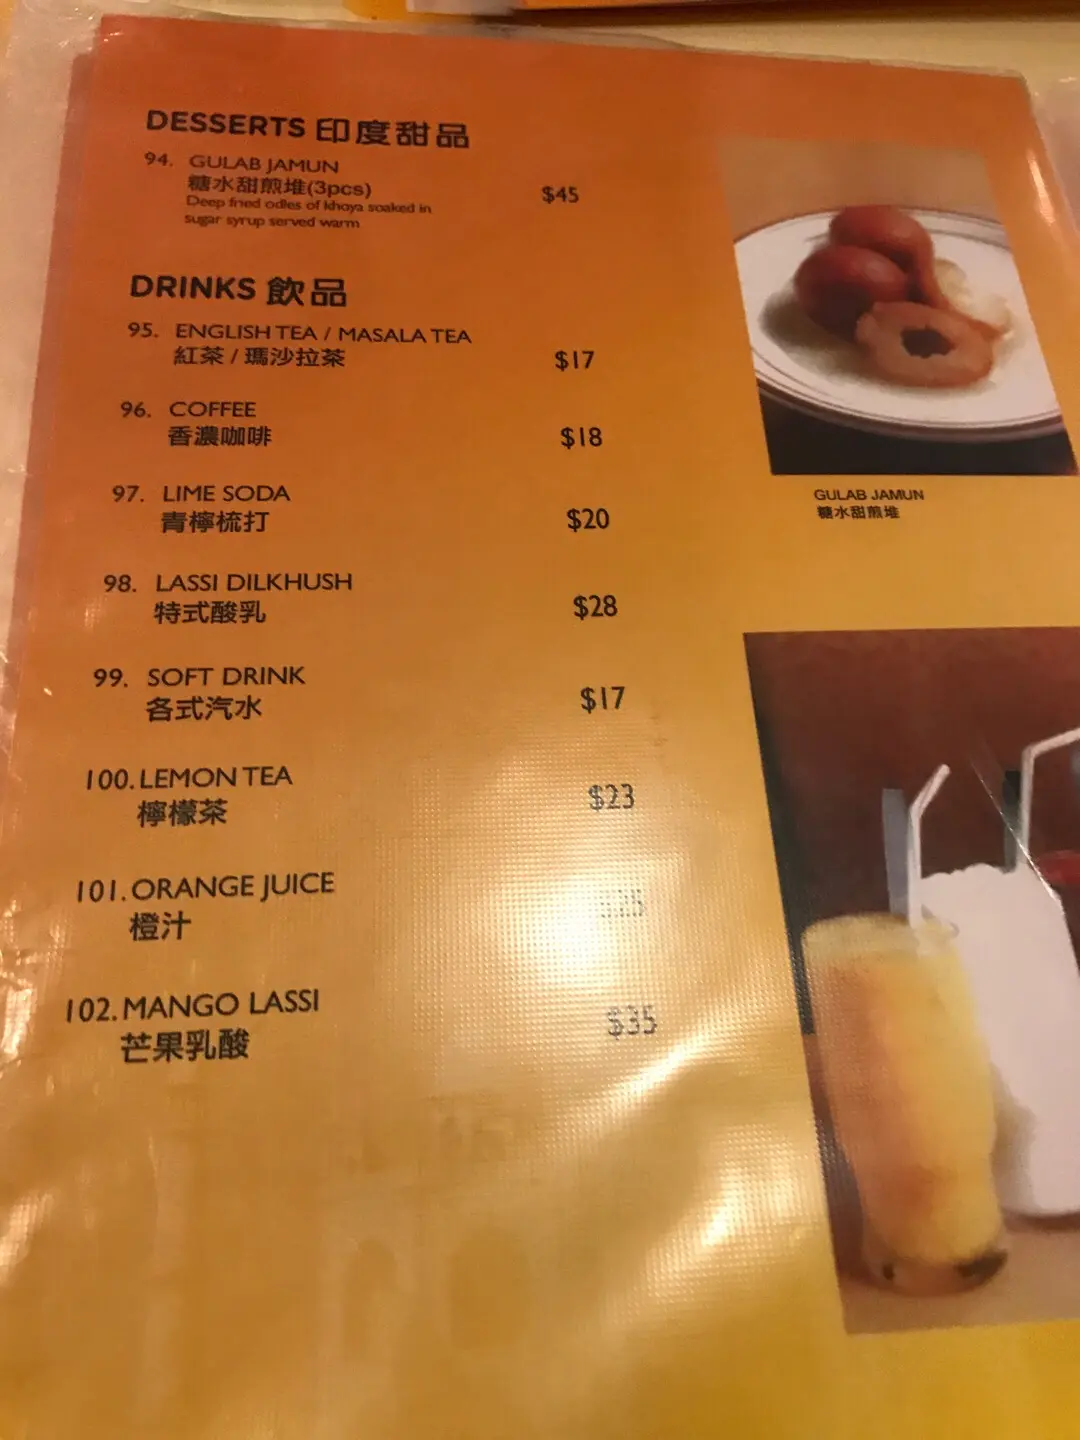 DESSERTS 印度甜品
94. GULAB JAMUN
糖水甜煎堆(3pcs) $45
Deep fried odles of khoya soaked in
sugar syrup served warm
DRINKS 飲品
95. ENGLISH TEA / MASALA TEA
紅茶 / 瑪沙拉茶 $17
96. COFFEE
香濃咖啡 $18
97. LIME SODA
青檸梳打 $20
98. LASSI DILKHUSH
特式酸乳 $28
99. SOFT DRINK
各式汽水 $17
100. LEMON TEA
檸檬茶 $23
101. ORANGE JUICE
橙汁
102. MANGO LASSI
芒果乳酸 $35
GULAB JAMUN
糖水甜煎堆